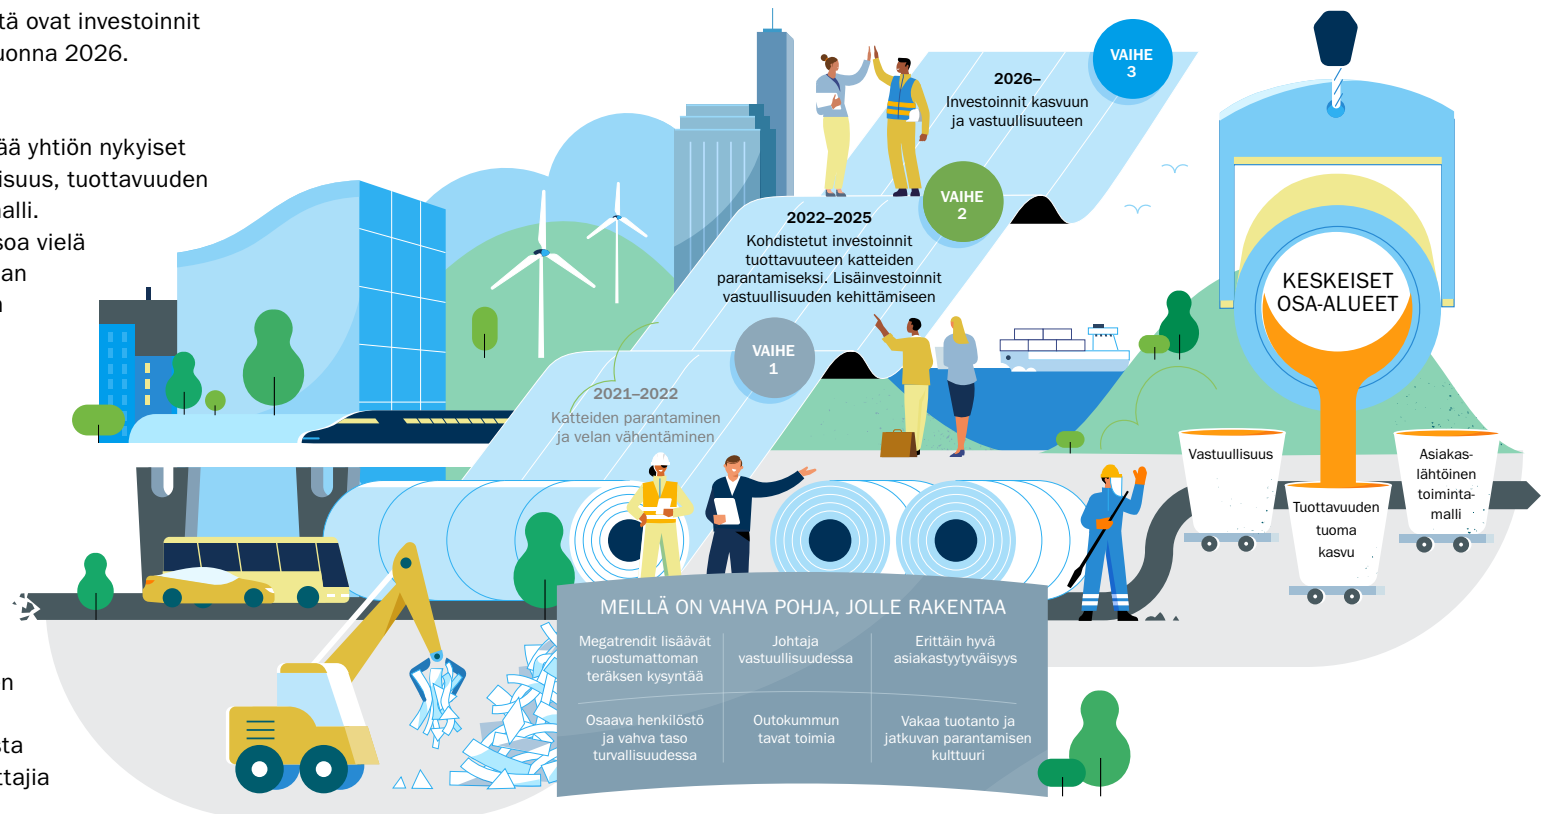 tä ovat investoinnit
uonna 2026.
ää yhtiön nykyiset
isuus, tuottavuuden
nalli.
soa vielä
an
n
sta
ttajia
VAIHE
3
2026–
Investoinnit kasvuun
ja vastuullisuuteen
VAIHE
2
2022–2025
Kohdistetut investoinnit
tuottavuuteen katteiden
parantamiseksi. Lisäinvestoinnit
vastuullisuuden kehittämiseen
VAIHE
1
2021–2022
Katteiden parantaminen
ja velan vähentäminen
KESKEISET
OSA-ALUEET
Vastuullisuus
Tuottavuuden
tuoma
kasvu
Asiakas-
lähtöinen
toiminta-
malli
MEILLÄ ON VAHVA POHJA, JOLLE RAKENTAA
Megatrendit lisäävät
ruostumattoman
teräksen kysyntää
Johtaja
vastuullisuudessa
Erittäin hyvä
asiakastyytyväisyys
Osaava henkilöstö
ja vahva taso
turvallisuudessa
Outokummun
tavat toimia
Vakaa tuotanto ja
jatkuvan parantamisen
kulttuuri